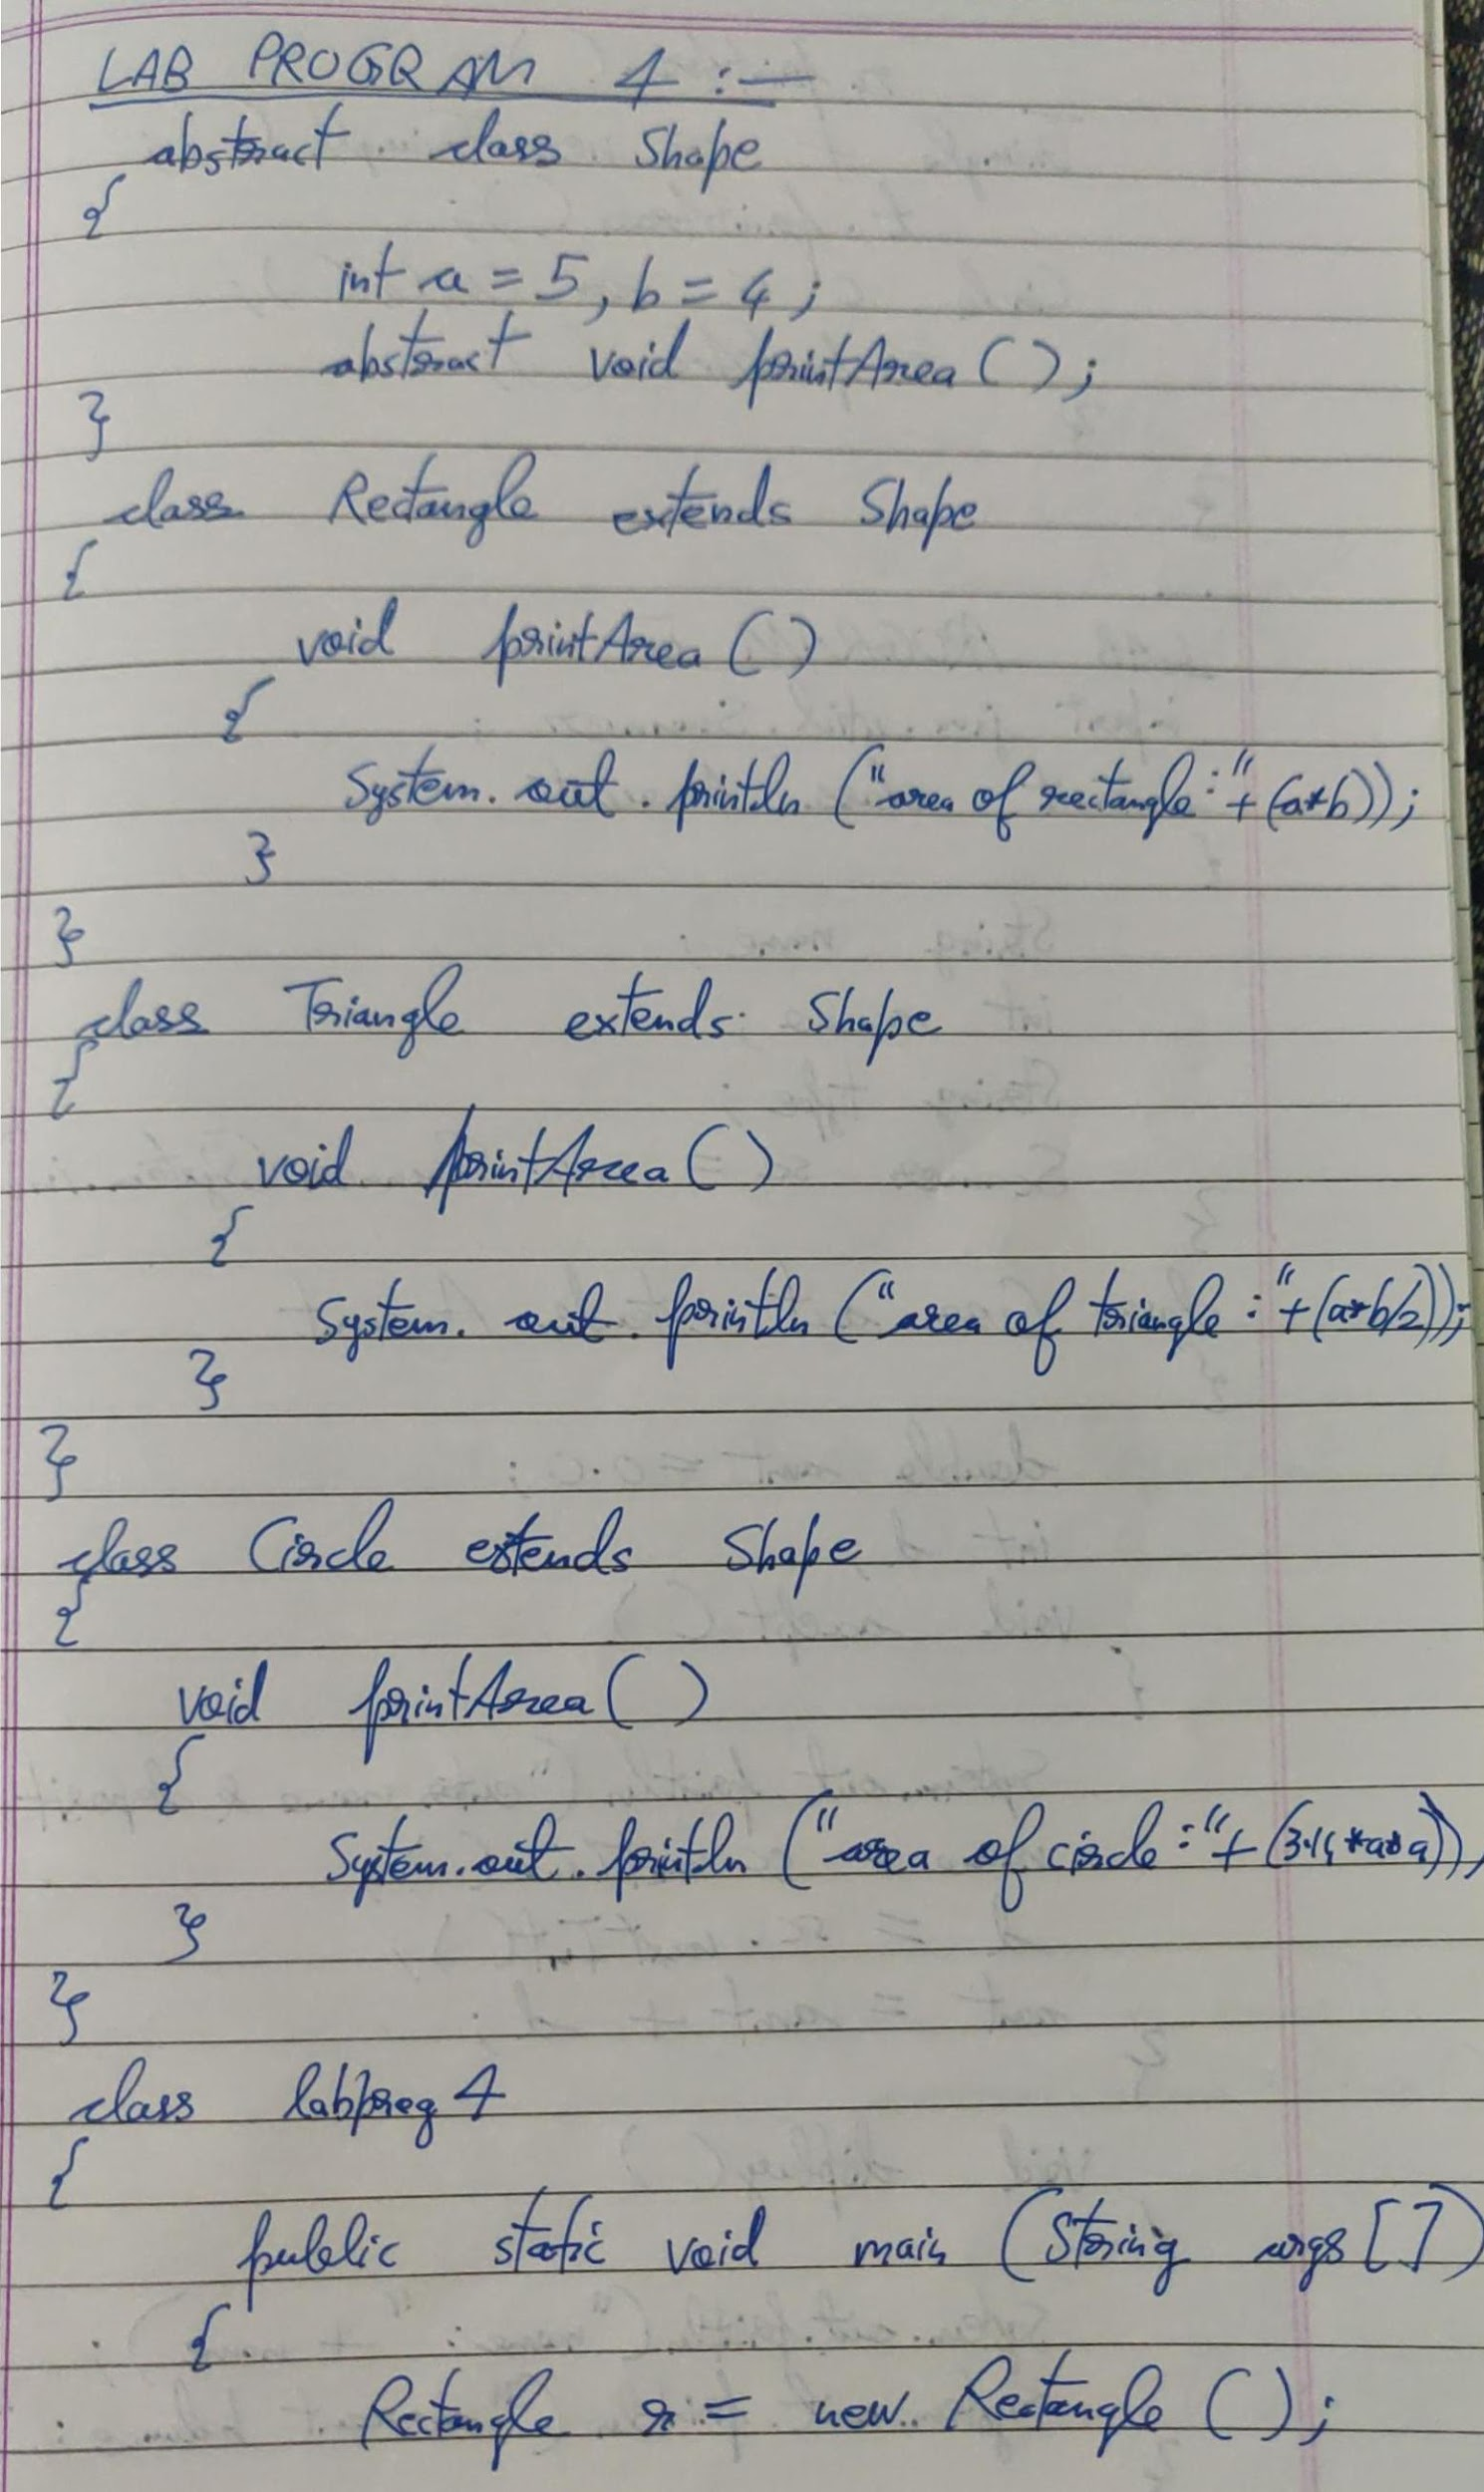 LAB PROGRAM 4 :-
abstract class Shape
{
int a = 5, b = 4;
abstract void printArea();
}
class Rectangle extends Shape
{
void printArea()
{
System.out.println("area of rectangle:"+(a*b));
}
}
class Triangle extends Shape
{
void printArea()
{
System.out.println("area of triangle:"+(a*b/2));
}
}
class Circle extends Shape
{
void printArea()
{
System.out.println("area of circle:"+(3.14*a*a));
}
}
class labprog4
{
public static void main(String args[])
{
Rectangle r = new Rectangle();